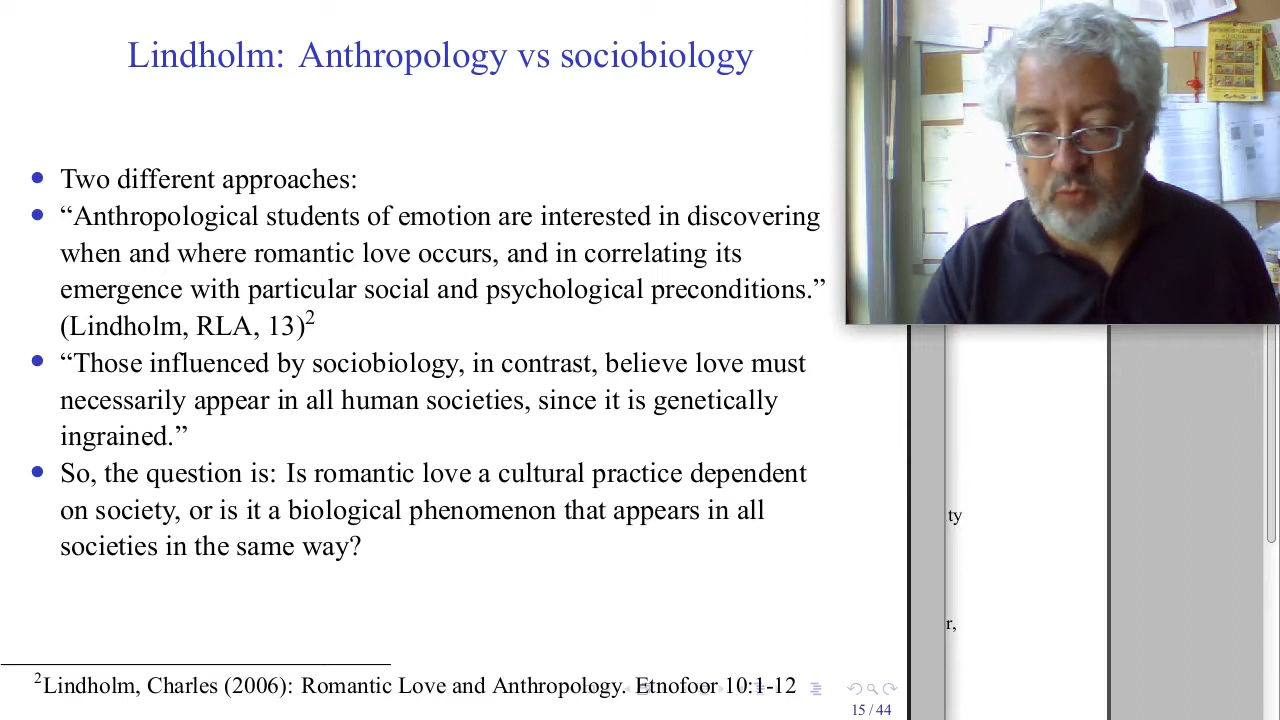 Lindholm: Anthropology vs sociobiology
Two different approaches:
“Anthropological students of emotion are interested in discovering
when and where romantic love occurs, and in correlating its
emergence with particular social and psychological preconditions.”
(Lindholm, RLA, 13)2
“Those influenced by sociobiology, in contrast, believe love must
necessarily appear in all human societies, since it is genetically
ingrained.”
So, the question is: Is romantic love a cultural practice dependent
on society, or is it a biological phenomenon that appears in all
societies in the same way?
ty
r,
2Lindholm, Charles (2006): Romantic Love and Anthropology. Etnofoor 10:1-12
15 / 44